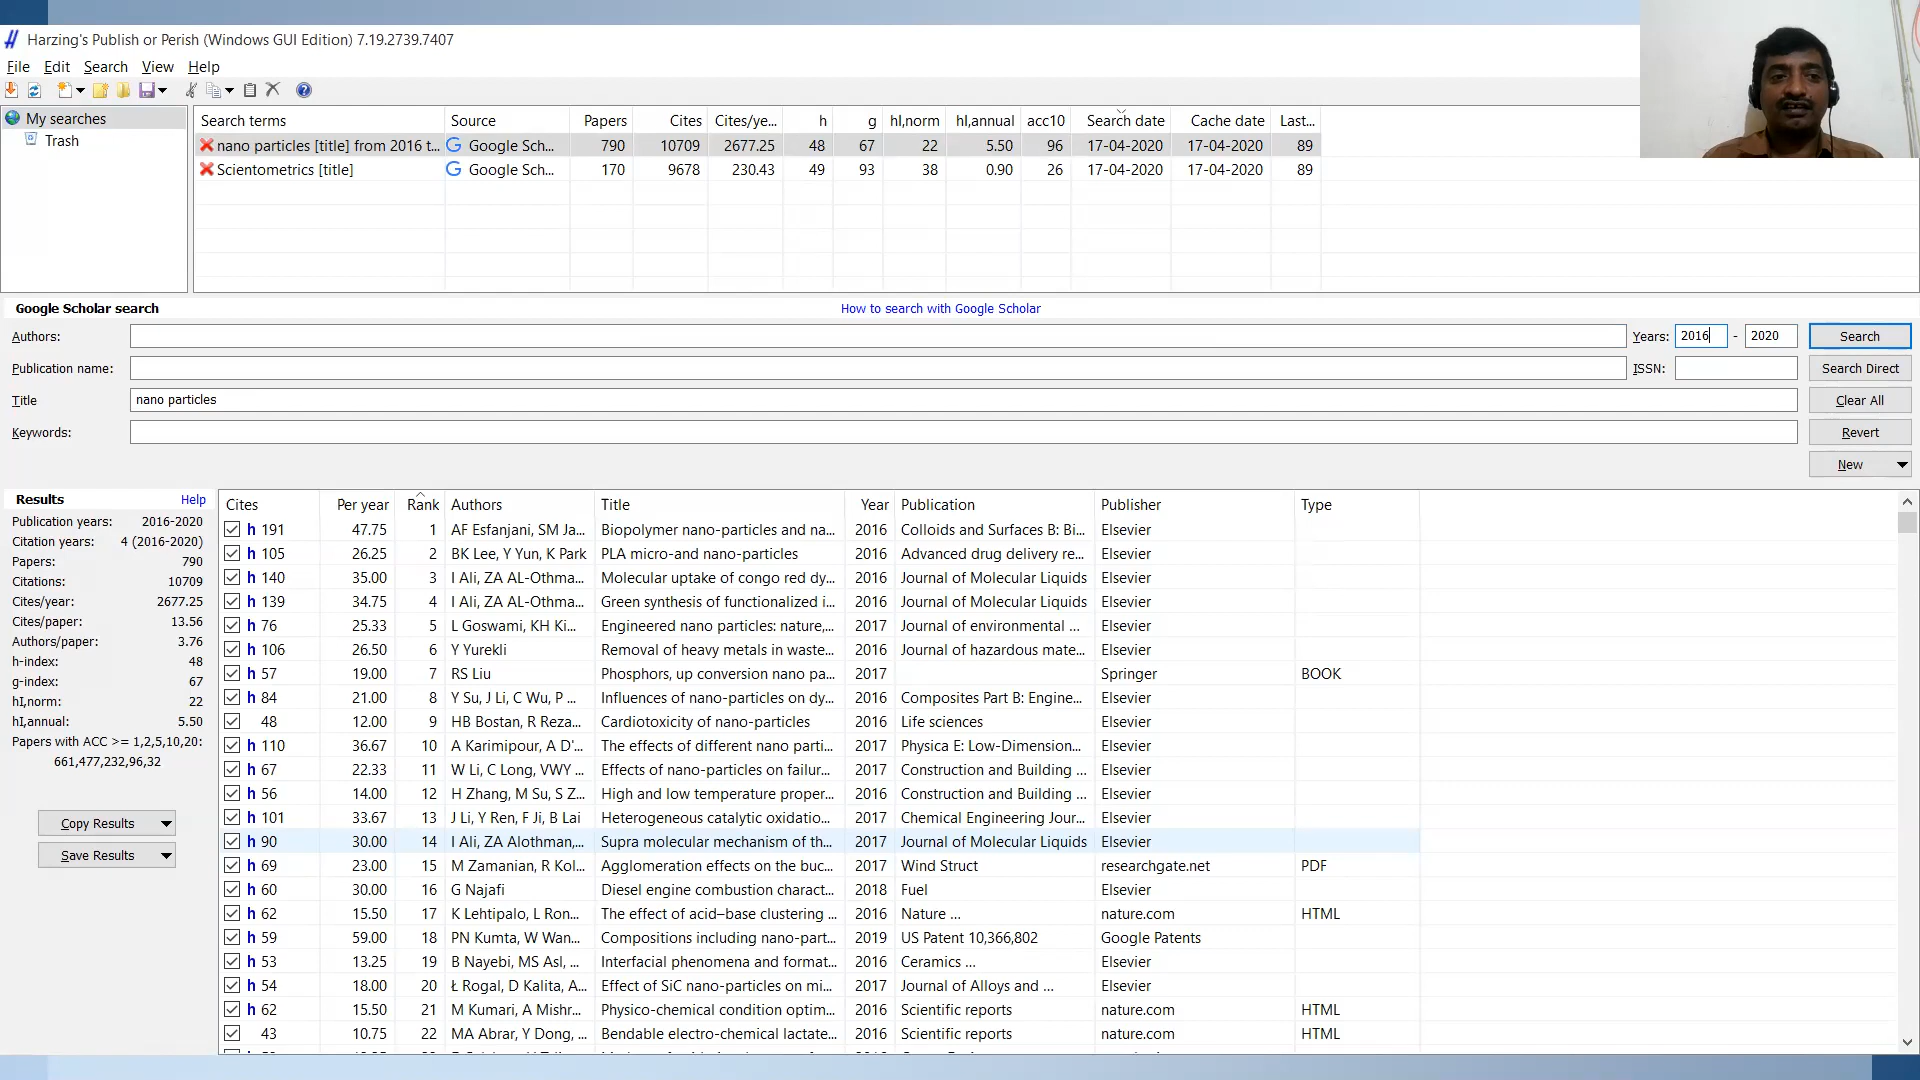 Harzing's Publish or Perish (Windows GUI Edition) 7.19.2739.7407
File Edit Search View Help
My searches
Trash
Search terms Source Papers Cites Cites/ye... h g hI,norm hI,annual acc10 Search date Cache date Last...
nano particles [title] from 2016 t... Google Sch... 790 10709 2677.25 48 67 22 5.50 96 17-04-2020 17-04-2020 89
Scientometrics [title] Google Sch... 170 9678 230.43 49 93 38 0.90 26 17-04-2020 17-04-2020 89
Google Scholar search How to search with Google Scholar
Authors: Years: 2016 - 2020 Search
Publication name: ISSN: Search Direct
Title nano particles Clear All
Keywords: Revert
New
Results Help
Publication years: 2016-2020
Citation years: 4 (2016-2020)
Papers: 790
Citations: 10709
Cites/year: 2677.25
Cites/paper: 13.56
Authors/paper: 3.76
h-index: 48
g-index: 67
hI,norm: 22
hI,annual: 5.50
Papers with ACC >= 1,2,5,10,20:
661,477,232,96,32
Copy Results
Save Results
Cites Per year Rank Authors Title Year Publication Publisher Type
h 191 47.75 1 AF Esfanjani, SM Ja... Biopolymer nano-particles and na... 2016 Colloids and Surfaces B: Bi... Elsevier
h 105 26.25 2 BK Lee, Y Yun, K Park PLA micro-and nano-particles 2016 Advanced drug delivery re... Elsevier
h 140 35.00 3 I Ali, ZA AL-Othma... Molecular uptake of congo red dy... 2016 Journal of Molecular Liquids Elsevier
h 139 34.75 4 I Ali, ZA AL-Othma... Green synthesis of functionalized i... 2016 Journal of Molecular Liquids Elsevier
h 76 25.33 5 L Goswami, KH Ki... Engineered nano particles: nature,... 2017 Journal of environmental ... Elsevier
h 106 26.50 6 Y Yurekli Removal of heavy metals in waste... 2016 Journal of hazardous mate... Elsevier
h 57 19.00 7 RS Liu Phosphors, up conversion nano pa... 2017 Springer BOOK
h 84 21.00 8 Y Su, J Li, C Wu, P ... Influences of nano-particles on dy... 2016 Composites Part B: Engine... Elsevier
48 12.00 9 HB Bostan, R Reza... Cardiotoxicity of nano-particles 2016 Life sciences Elsevier
h 110 36.67 10 A Karimipour, A D'... The effects of different nano parti... 2017 Physica E: Low-Dimension... Elsevier
h 67 22.33 11 W Li, C Long, VWY ... Effects of nano-particles on failur... 2017 Construction and Building ... Elsevier
h 56 14.00 12 H Zhang, M Su, S Z... High and low temperature proper... 2016 Construction and Building ... Elsevier
h 101 33.67 13 J Li, Y Ren, F Ji, B Lai Heterogeneous catalytic oxidatio... 2017 Chemical Engineering Jour... Elsevier
h 90 30.00 14 I Ali, ZA Alothman,... Supra molecular mechanism of th... 2017 Journal of Molecular Liquids Elsevier
h 69 23.00 15 M Zamanian, R Kol... Agglomeration effects on the buc... 2017 Wind Struct researchgate.net PDF
h 60 30.00 16 G Najafi Diesel engine combustion charact... 2018 Fuel Elsevier
h 62 15.50 17 K Lehtipalo, L Ron... The effect of acid–base clustering ... 2016 Nature ... nature.com HTML
h 59 59.00 18 PN Kumta, W Wan... Compositions including nano-part... 2019 US Patent 10,366,802 Google Patents
h 53 13.25 19 B Nayebi, MS Asl, ... Interfacial phenomena and format... 2016 Ceramics ... Elsevier
h 54 18.00 20 Ł Rogal, D Kalita, A... Effect of SiC nano-particles on mi... 2017 Journal of Alloys and ... Elsevier
h 62 15.50 21 M Kumari, A Mishr... Physico-chemical condition optim... 2016 Scientific reports nature.com HTML
43 10.75 22 MA Abrar, Y Dong, ... Bendable electro-chemical lactate... 2016 Scientific reports nature.com HTML